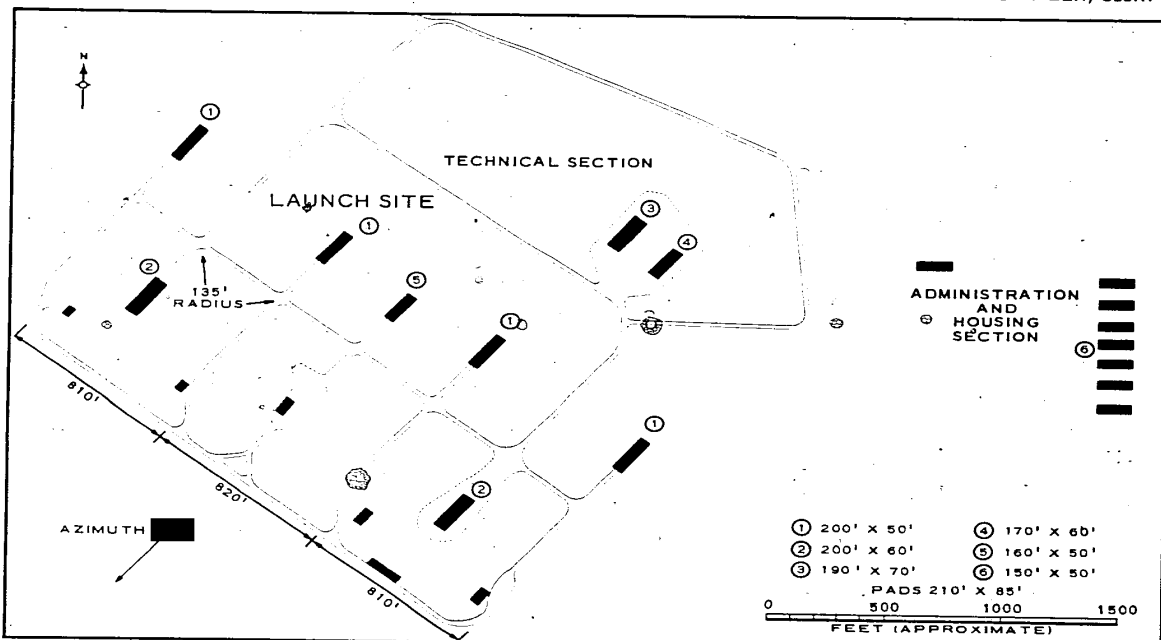 N
①
TECHNICAL SECTION
LAUNCH SITE
③
①
④
②
135'
RADIUS
⑤
①
ADMINISTRATION
AND
HOUSING
SECTION
⑥
810'
①
820'
②
AZIMUTH
810'
① 200' X 50'
② 200' X 60'
③ 190' X 70'
④ 170' X 60'
⑤ 160' X 50'
⑥ 150' X 50'
PADS 210' X 85'
0 500 1000 1500
FEET (APPROXIMATE)